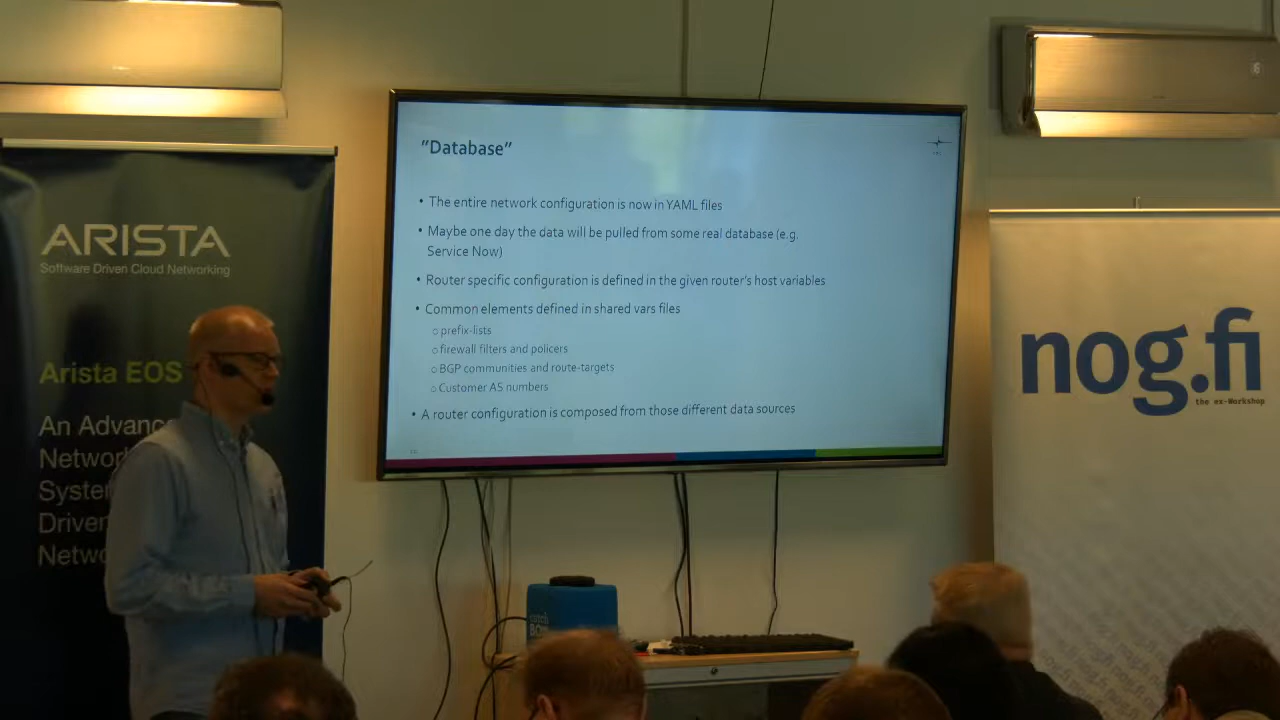 "Database"
• The entire network configuration is now in YAML files
• Maybe one day the data will be pulled from some real database (e.g.
Service Now)
• Router specific configuration is defined in the given router's host variables
• Common elements defined in shared vars files
○ prefix-lists
○ firewall filters and policers
○ BGP communities and route-targets
○ Customer AS numbers
• A router configuration is composed from those different data sources
ARISTA
Software Driven Cloud Networking
Arista EOS
An Advanc
Network
System
Driven
Netwo
nog.fi
the ex-Workshop
catch
BOX